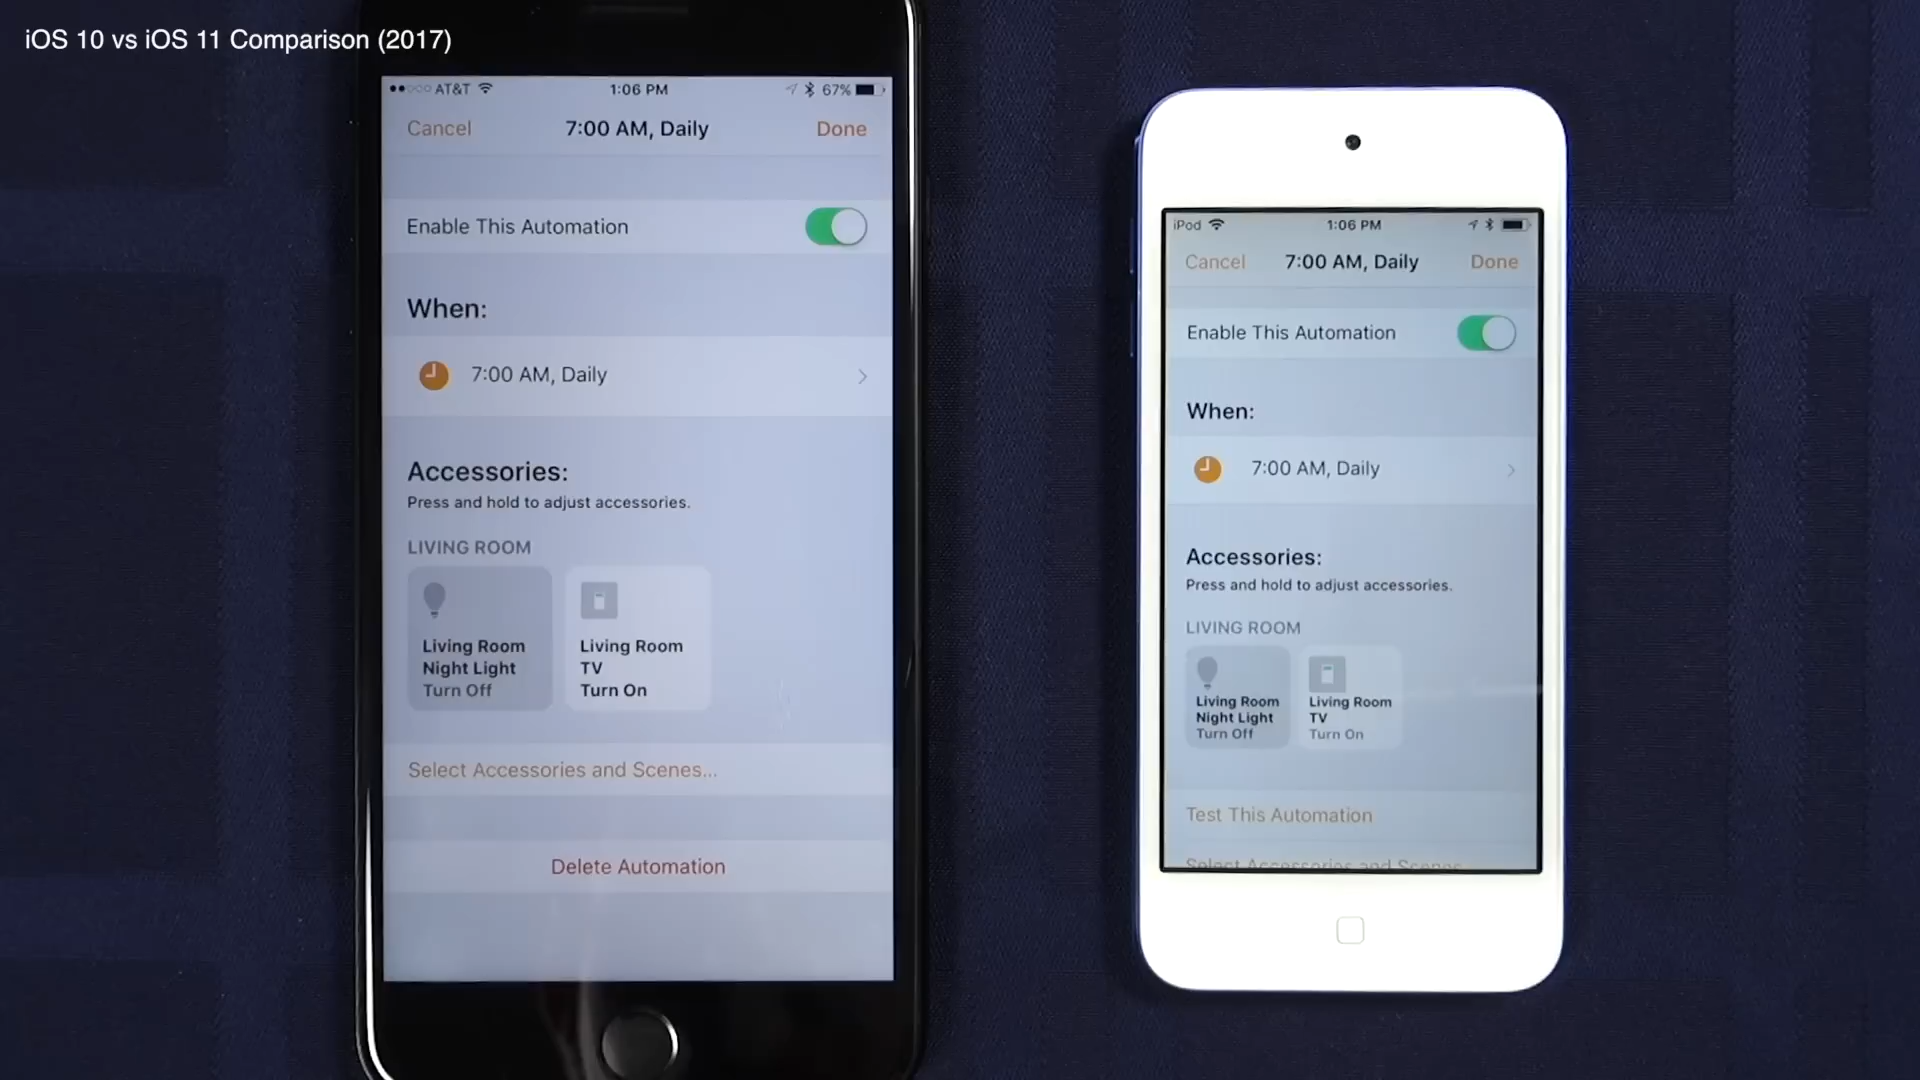 iOS 10 vs iOS 11 Comparison (2017)
AT&T 1:06 PM 67%
Cancel 7:00 AM, Daily Done
Enable This Automation
When:
7:00 AM, Daily
Accessories:
Press and hold to adjust accessories.
LIVING ROOM
Living Room
Night Light
Turn Off
Living Room
TV
Turn On
Select Accessories and Scenes...
Delete Automation
iPod 1:06 PM
Cancel 7:00 AM, Daily Done
Enable This Automation
When:
7:00 AM, Daily
Accessories:
Press and hold to adjust accessories.
LIVING ROOM
Living Room
Night Light
Turn Off
Living Room
TV
Turn On
Test This Automation
Select Accessories and Scenes